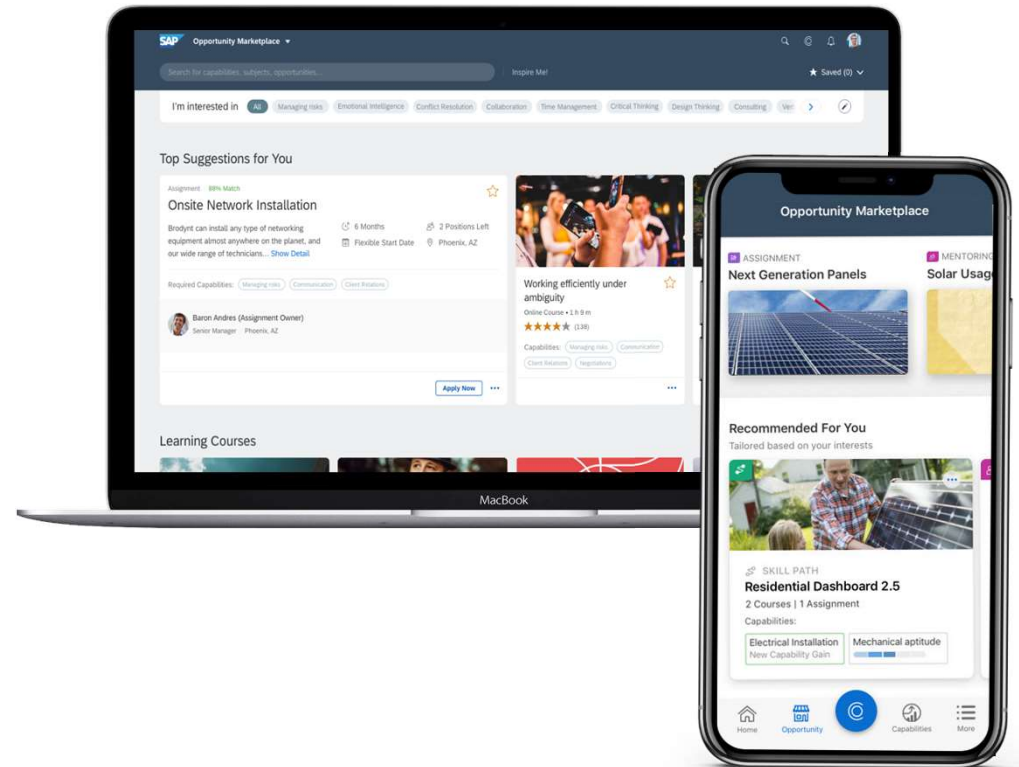 SAP Opportunity Marketplace
Search for capabilities, subjects, opportunities...
Inspire Me!
Saved (0)
I'm interested in
All
Managing risks
Emotional Intelligence
Conflict Resolution
Collaboration
Time Management
Critical Thinking
Design Thinking
Consulting
Top Suggestions for You
Assignment 88% Match
Onsite Network Installation
Brodynt can install any type of networking
equipment almost anywhere on the planet, and
our wide range of technicians... Show Detail
6 Months
2 Positions Left
Flexible Start Date
Phoenix, AZ
Required Capabilities: Managing risks Communication Client Relations
Baron Andres (Assignment Owner)
Senior Manager Phoenix, AZ
Apply Now
Working efficiently under
ambiguity
Online Course • 1 h 9 m
(138)
Capabilities: Managing risks Communication
Client Relations Negotiations
Learning Courses
MacBook
Opportunity Marketplace
ASSIGNMENT
Next Generation Panels
MENTORING
Solar Usag
Recommended For You
Tailored based on your interests
SKILL PATH
Residential Dashboard 2.5
2 Courses | 1 Assignment
Capabilities:
Electrical Installation
New Capability Gain
Mechanical aptitude
Home
Opportunity
Capabilities
More